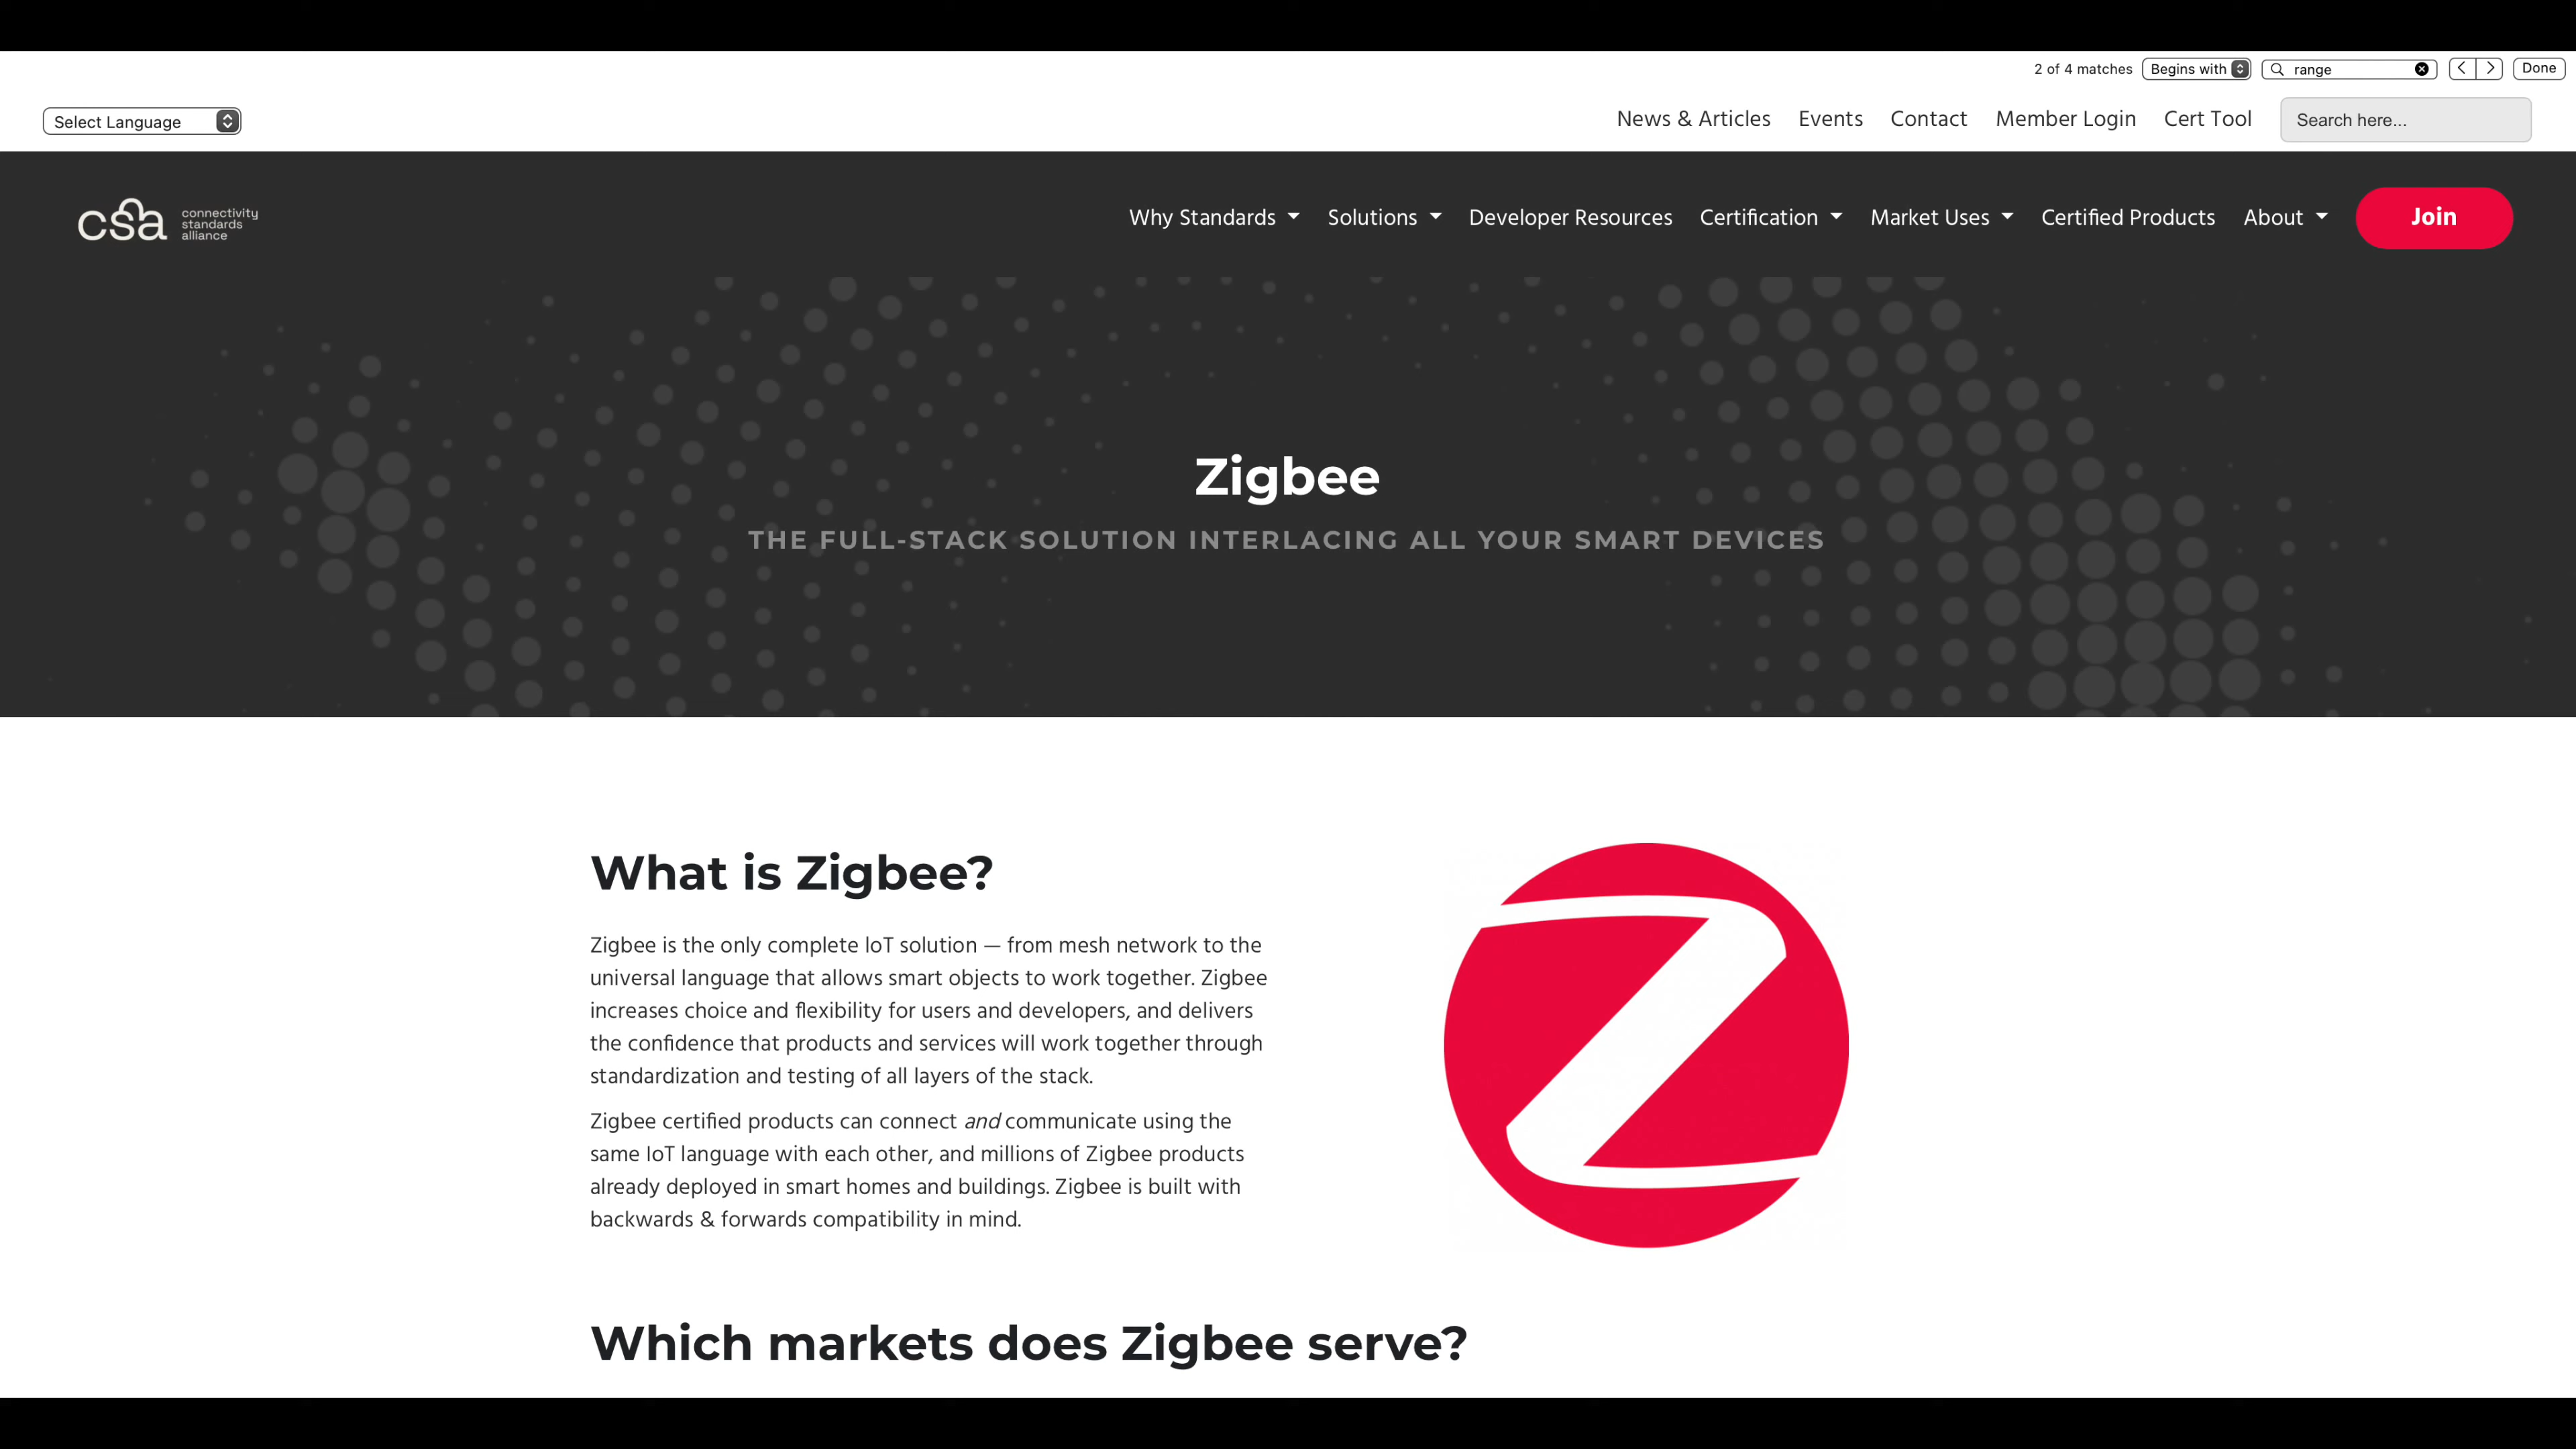 2 of 4 matches Begins with range Done
Select Language News & Articles Events Contact Member Login Cert Tool Search here...
csa connectivity
standards
alliance
Why Standards Solutions Developer Resources Certification Market Uses Certified Products About Join
Zigbee
THE FULL-STACK SOLUTION INTERLACING ALL YOUR SMART DEVICES
What is Zigbee?
Zigbee is the only complete IoT solution — from mesh network to the
universal language that allows smart objects to work together. Zigbee
increases choice and flexibility for users and developers, and delivers
the confidence that products and services will work together through
standardization and testing of all layers of the stack.
Zigbee certified products can connect and communicate using the
same IoT language with each other, and millions of Zigbee products
already deployed in smart homes and buildings. Zigbee is built with
backwards & forwards compatibility in mind.
Which markets does Zigbee serve?